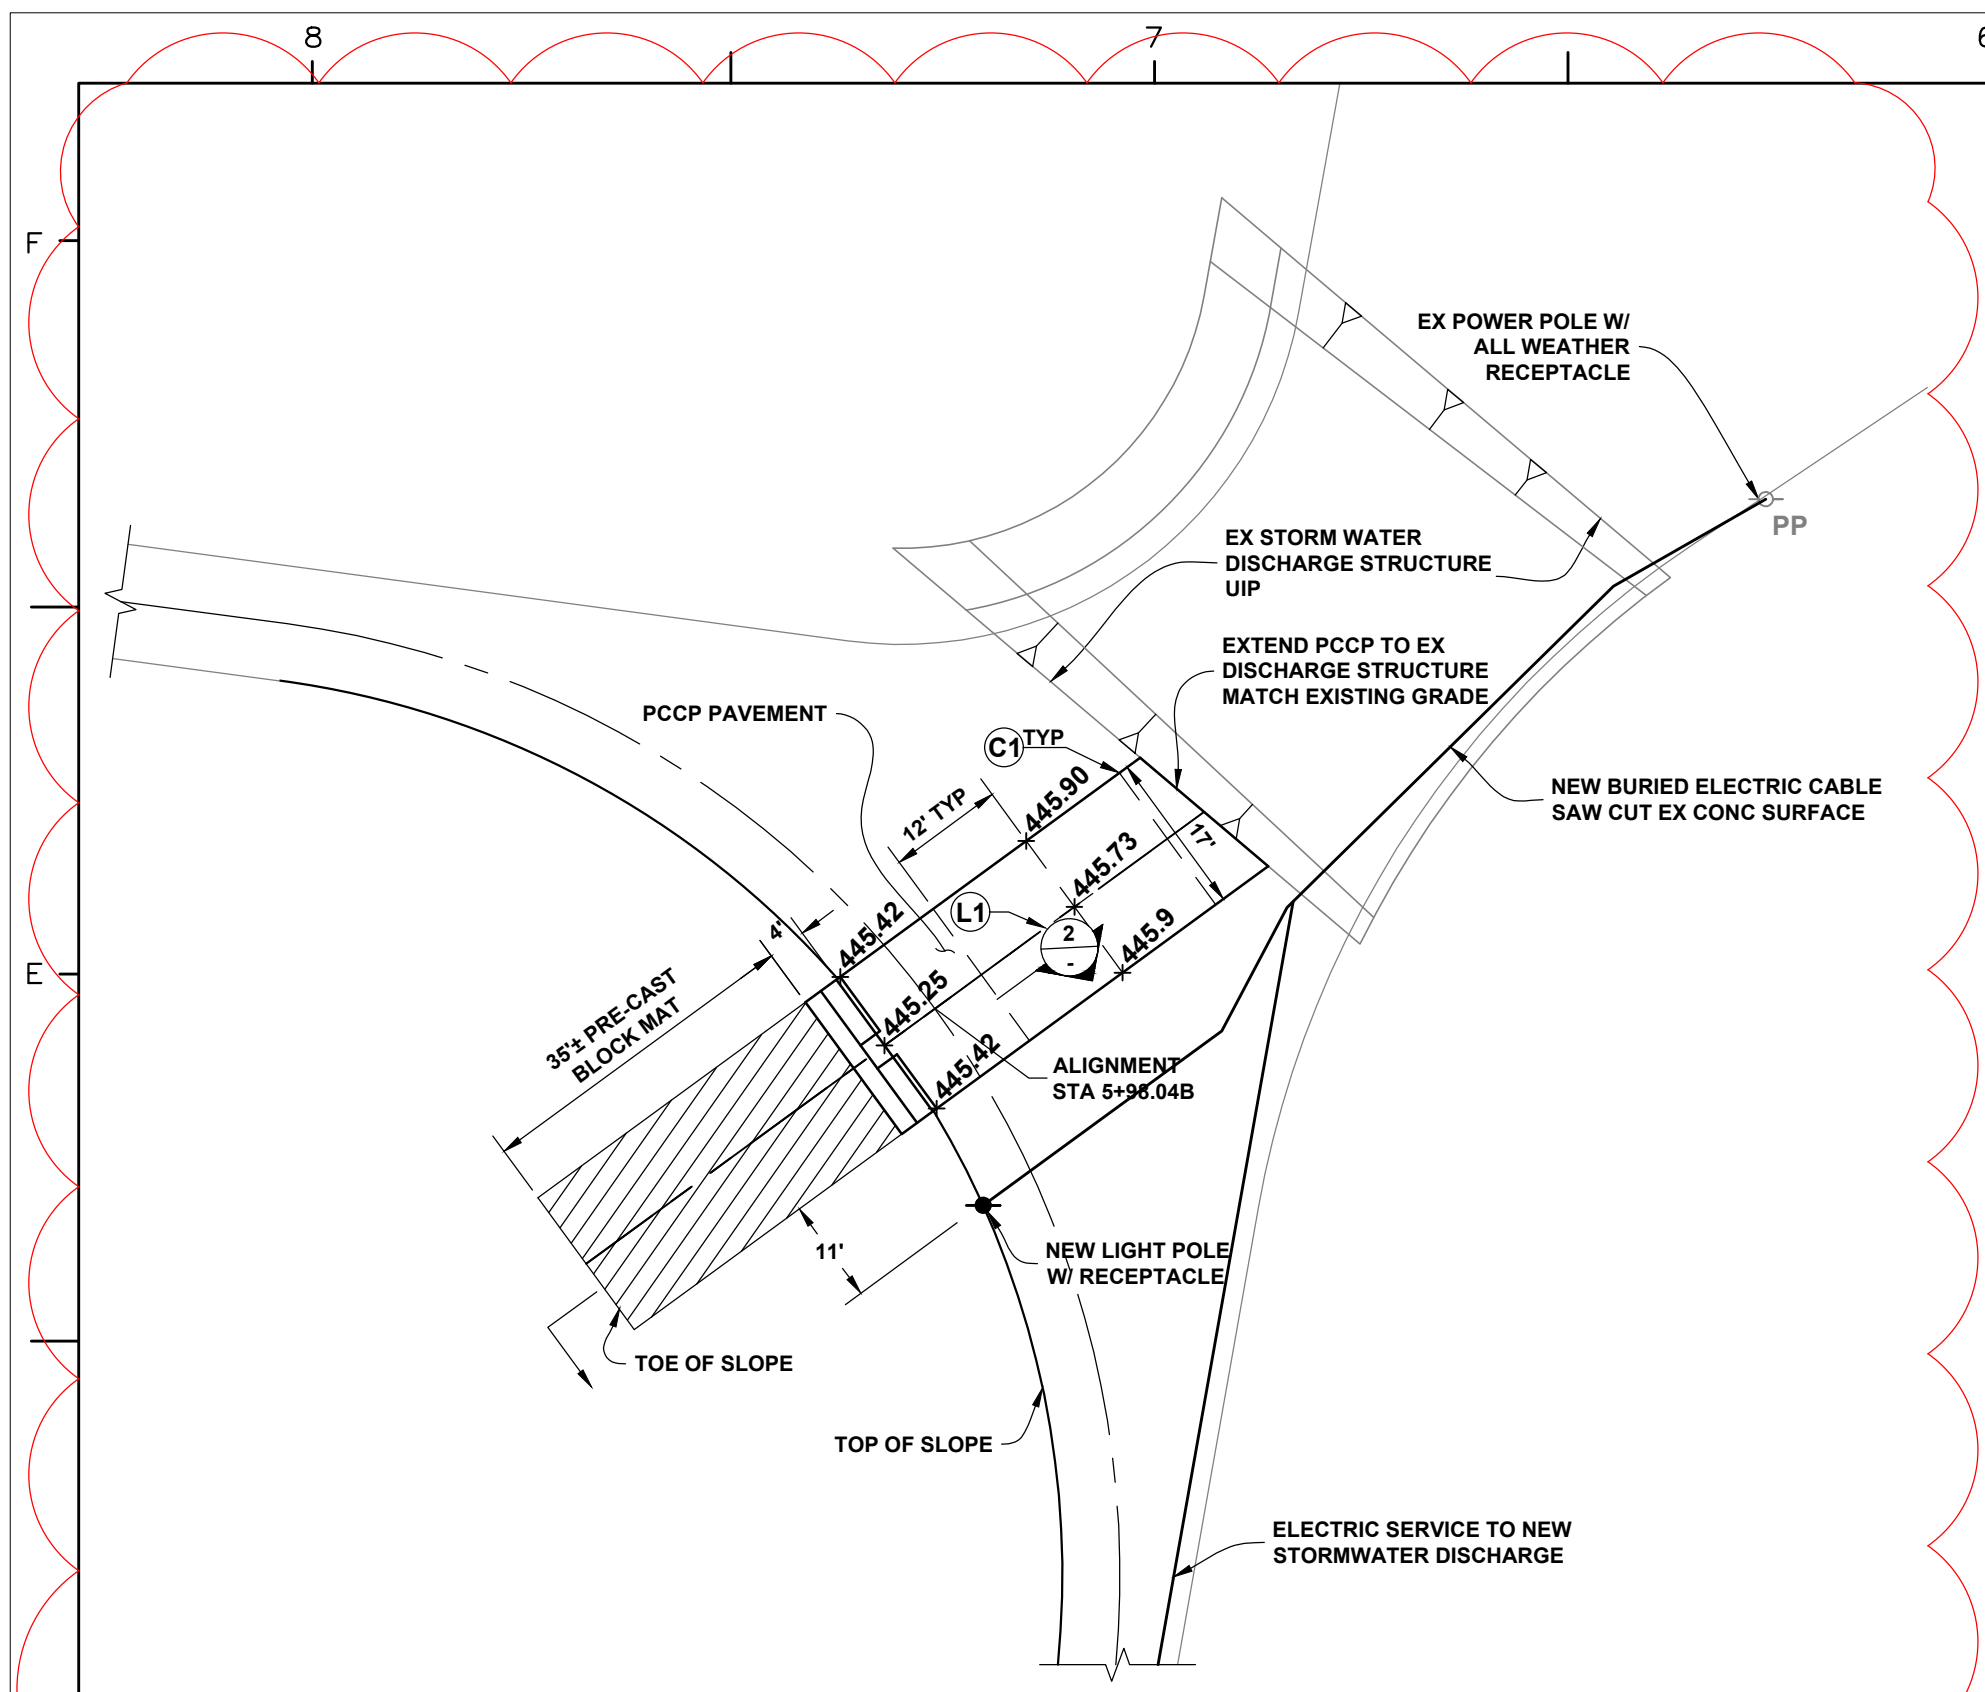 8
7
F
EX POWER POLE W/
ALL WEATHER
RECEPTACLE
PP
EX STORM WATER
DISCHARGE STRUCTURE
UIP
EXTEND PCCP TO EX
DISCHARGE STRUCTURE
MATCH EXISTING GRADE
PCCP PAVEMENT
C1
TYP
NEW BURIED ELECTRIC CABLE
SAW CUT EX CONC SURFACE
12' TYP
445.90
17'
445.73
L1
2
-
445.9
4'
445.42
E
445.25
35'± PRE-CAST
BLOCK MAT
445.42
ALIGNMENT
STA 5+98.04B
11'
NEW LIGHT POLE
W/ RECEPTACLE
TOE OF SLOPE
TOP OF SLOPE
ELECTRIC SERVICE TO NEW
STORMWATER DISCHARGE